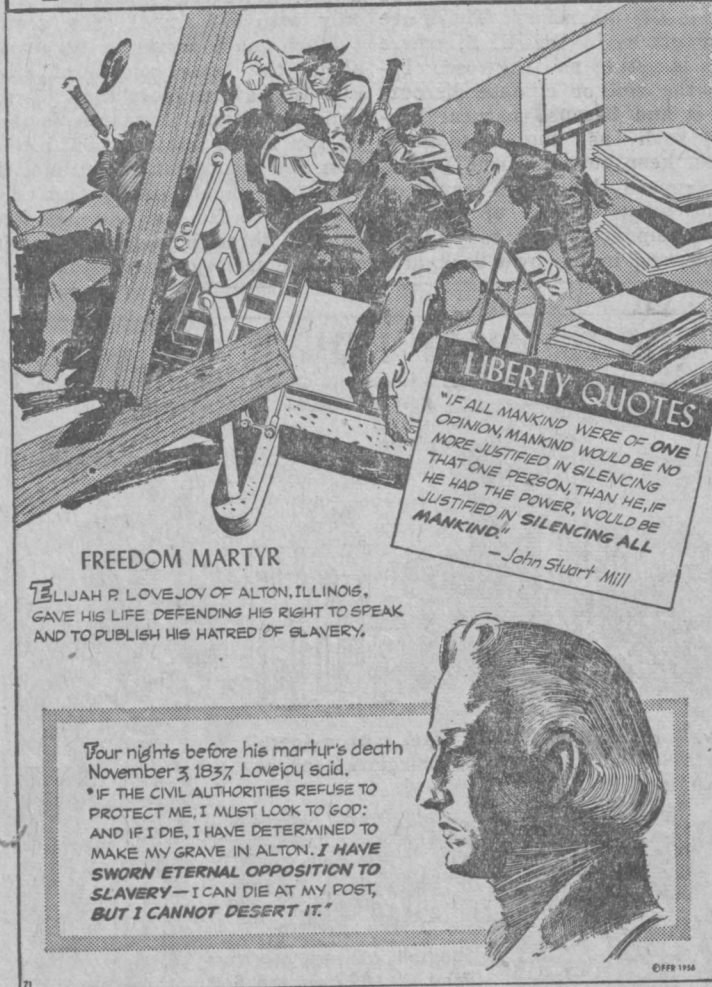 LIBERTY QUOTES
"IF ALL MANKIND WERE OF ONE
OPINION, MANKIND WOULD BE NO
MORE JUSTIFIED IN SILENCING
THAT ONE PERSON, THAN HE, IF
HE HAD THE POWER, WOULD BE
JUSTIFIED IN SILENCING ALL
MANKIND."
—John Stuart Mill
FREEDOM MARTYR
ELIJAH P. LOVEJOY OF ALTON, ILLINOIS,
GAVE HIS LIFE DEFENDING HIS RIGHT TO SPEAK
AND TO PUBLISH HIS HATRED OF SLAVERY.
Four nights before his martyr's death
November 3, 1837, Lovejoy said,
"IF THE CIVIL AUTHORITIES REFUSE TO
PROTECT ME, I MUST LOOK TO GOD:
AND IF I DIE, I HAVE DETERMINED TO
MAKE MY GRAVE IN ALTON. I HAVE
SWORN ETERNAL OPPOSITION TO
SLAVERY—I CAN DIE AT MY POST,
BUT I CANNOT DESERT IT."
©FFR 1956
71